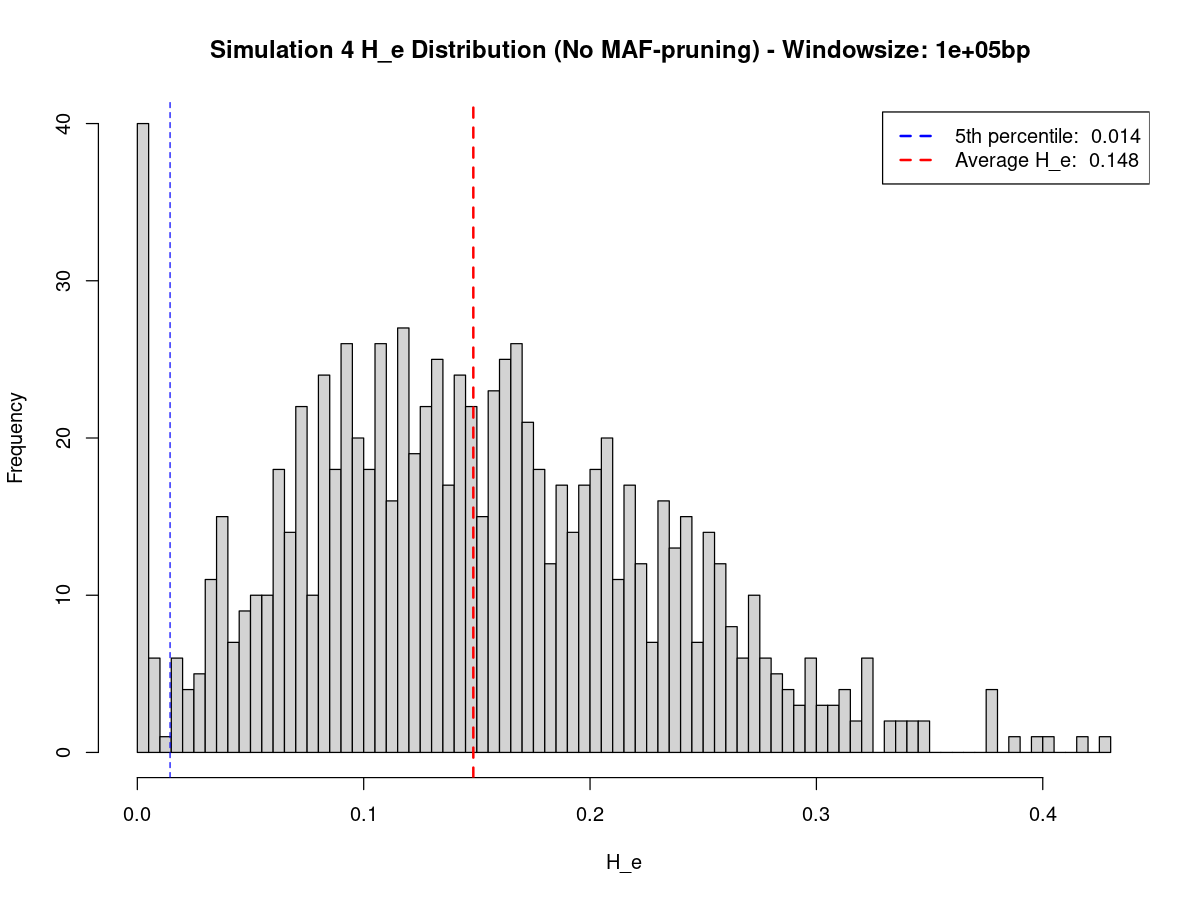 Simulation 4 H_e Distribution (No MAF-pruning) - Windowsize: 1e+05bp
5th percentile:  0.014
Average H_e:  0.148
Frequency
40
30
20
10
0
0.0 0.1 0.2 0.3 0.4
H_e